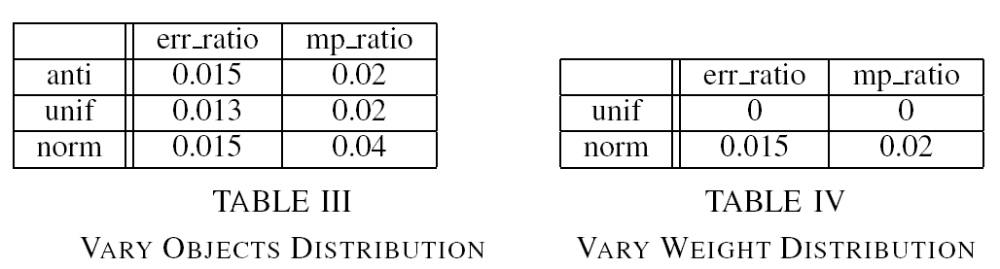 err_ratio mp_ratio
anti 0.015 0.02
unif 0.013 0.02
norm 0.015 0.04
TABLE III
VARY OBJECTS DISTRIBUTION
err_ratio mp_ratio
unif 0 0
norm 0.015 0.02
TABLE IV
VARY WEIGHT DISTRIBUTION